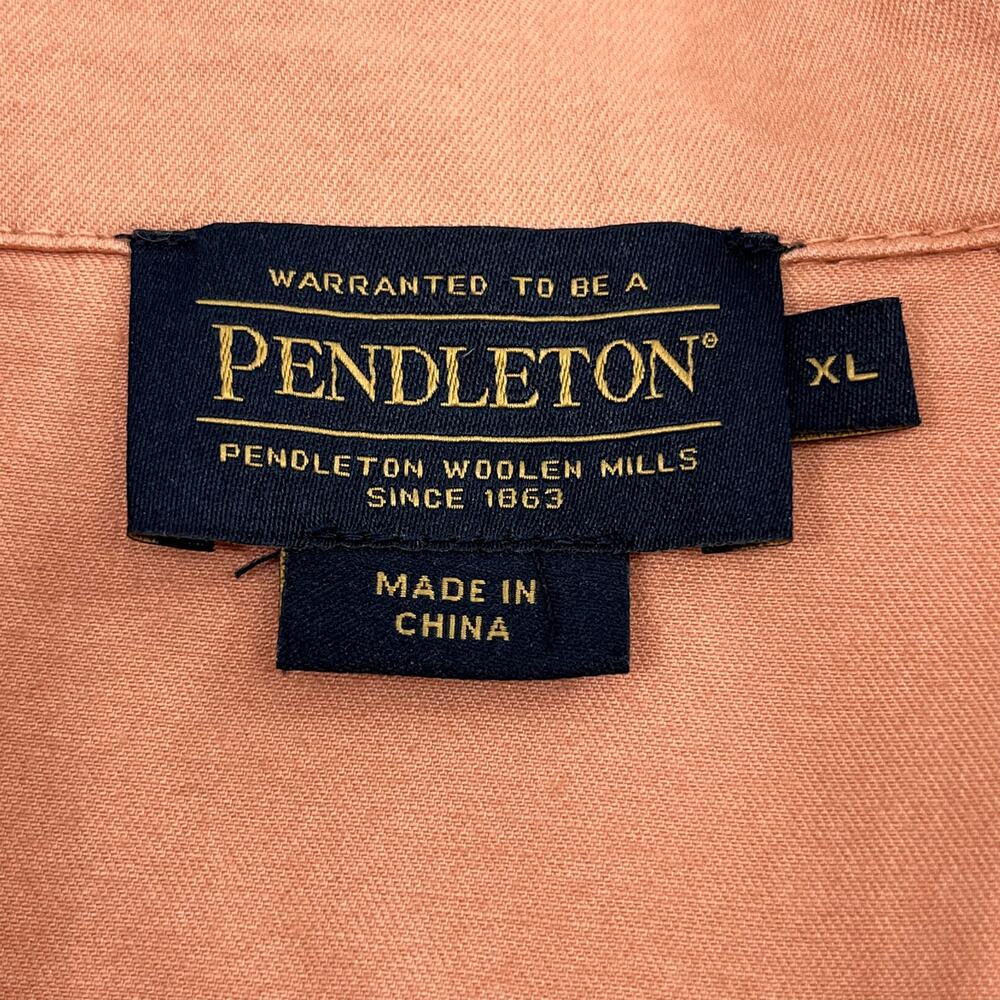 WARRANTED TO BE A
PENDLETON®
XL
PENDLETON WOOLEN MILLS
SINCE 1863
MADE IN
CHINA